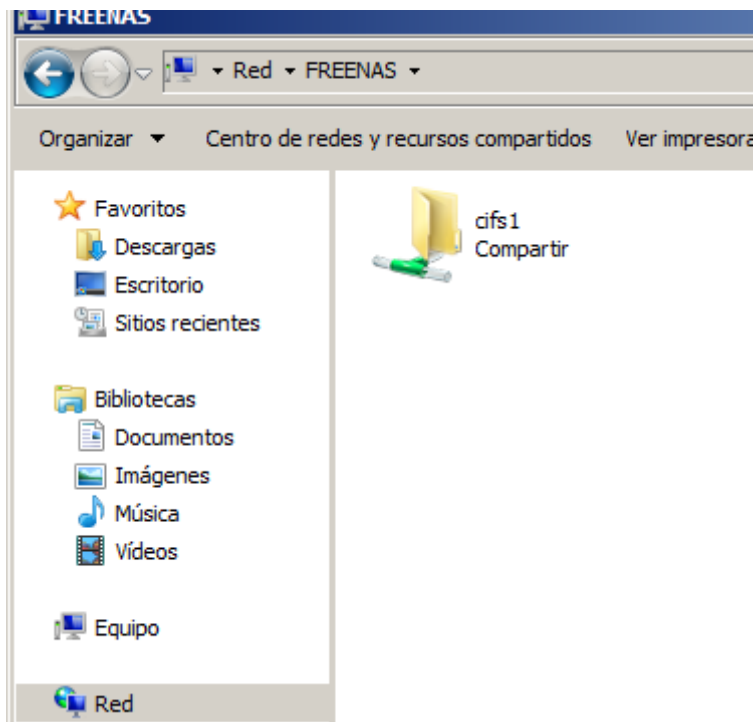 FREENAS
Red FREENAS
Organizar Centro de redes y recursos compartidos Ver impresora
Favoritos
Descargas
Escritorio
Sitios recientes
Bibliotecas
Documentos
Imágenes
Música
Vídeos
Equipo
Red
cifs1
Compartir